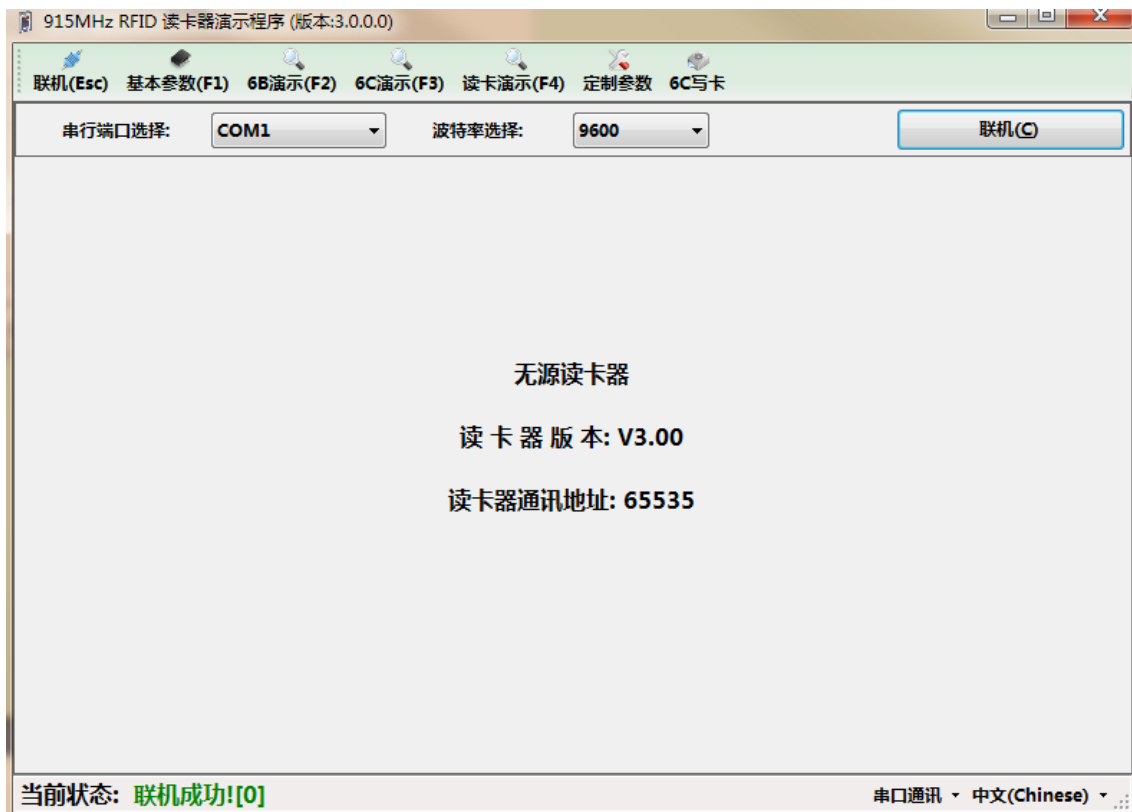 915MHz RFID 读卡器演示程序 (版本:3.0.0.0)
联机(Esc) 基本参数(F1) 6B演示(F2) 6C演示(F3) 读卡演示(F4) 定制参数 6C写卡
串行端口选择: COM1 波特率选择: 9600 联机(C)
无源读卡器
读 卡 器 版 本: V3.00
读卡器通讯地址: 65535
当前状态: 联机成功![0] 串口通讯 中文(Chinese)